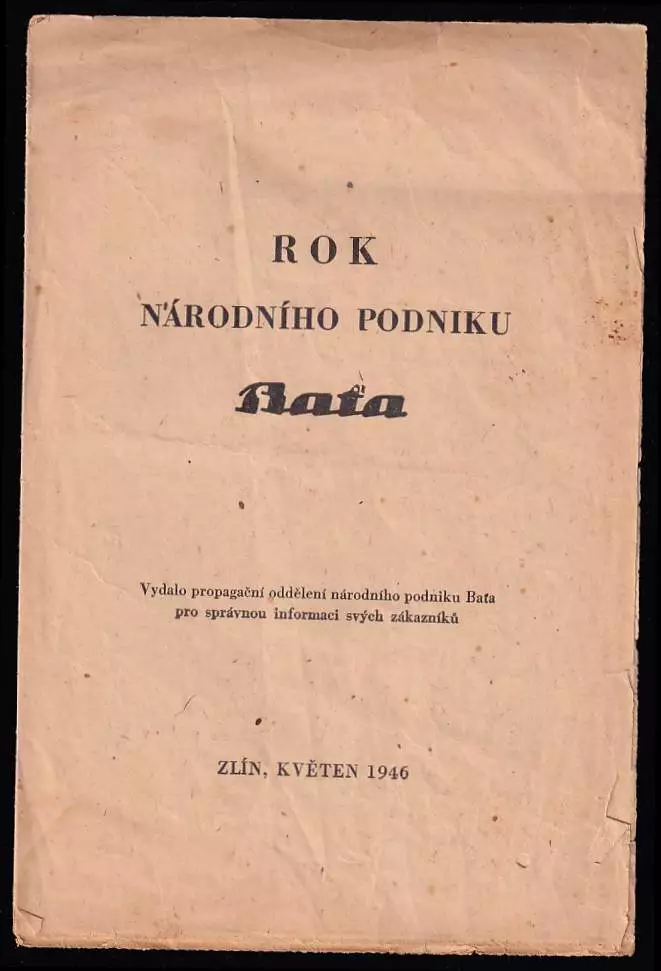 ROK
NÁRODNÍHO PODNIKU
Baťa
Vydalo propagační oddělení národního podniku Baťa
pro správnou informaci svých zákazníků
ZLÍN, KVĚTEN 1946